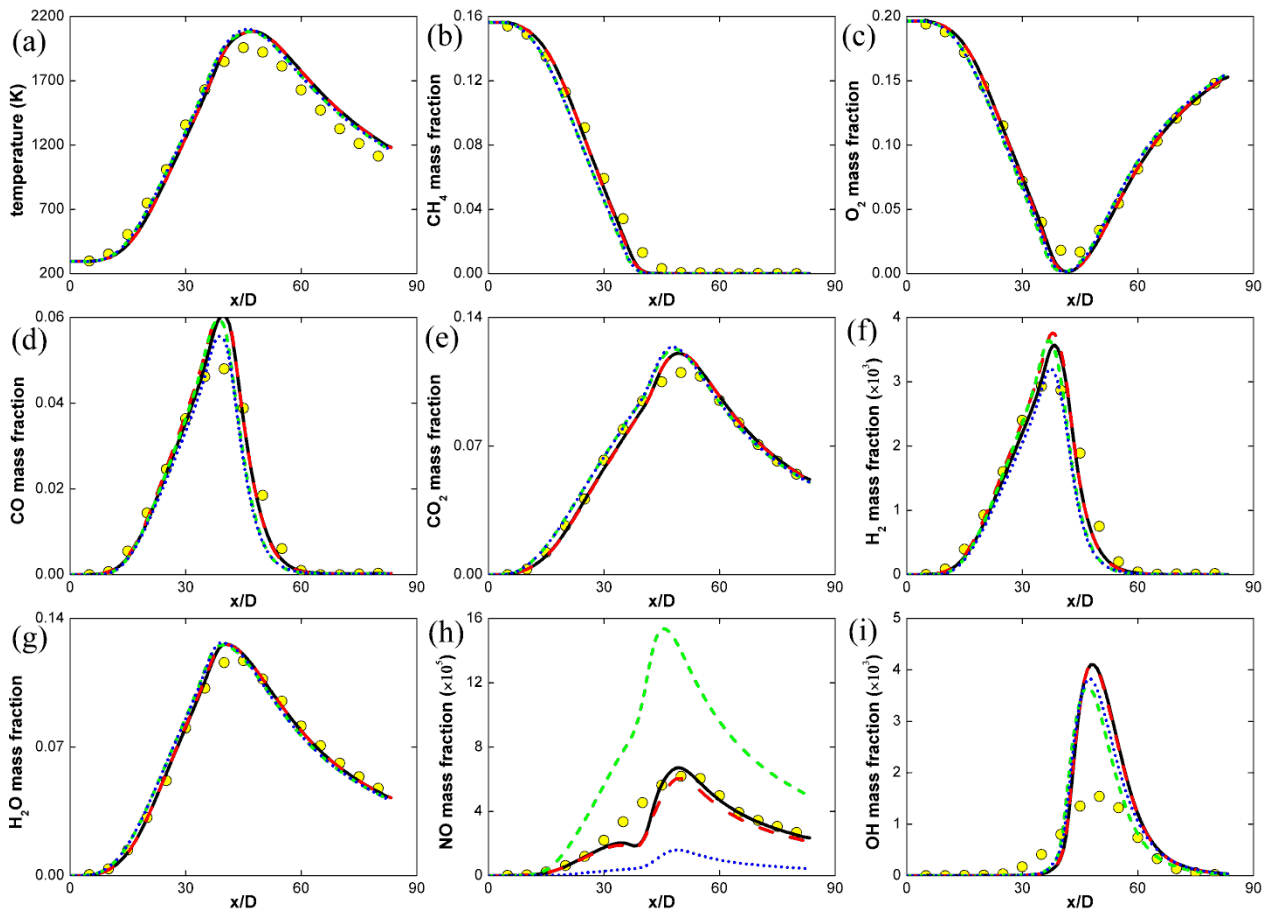 (a)
temperature (K)
2200
1700
1200
700
200
0 30 60 90
x/D
(b)
CH₄ mass fraction
0.16
0.12
0.08
0.04
0.00
0 30 60 90
x/D
(c)
O₂ mass fraction
0.20
0.15
0.10
0.05
0.00
0 30 60 90
x/D
(d)
CO mass fraction
0.06
0.04
0.02
0.00
0 30 60 90
x/D
(e)
CO₂ mass fraction
0.14
0.07
0.00
0 30 60 90
x/D
(f)
H₂ mass fraction (×10³)
4
3
2
1
0
0 30 60 90
x/D
(g)
H₂O mass fraction
0.14
0.07
0.00
0 30 60 90
x/D
(h)
NO mass fraction (×10⁵)
16
12
8
4
0
0 30 60 90
x/D
(i)
OH mass fraction (×10³)
5
4
3
2
1
0
0 30 60 90
x/D